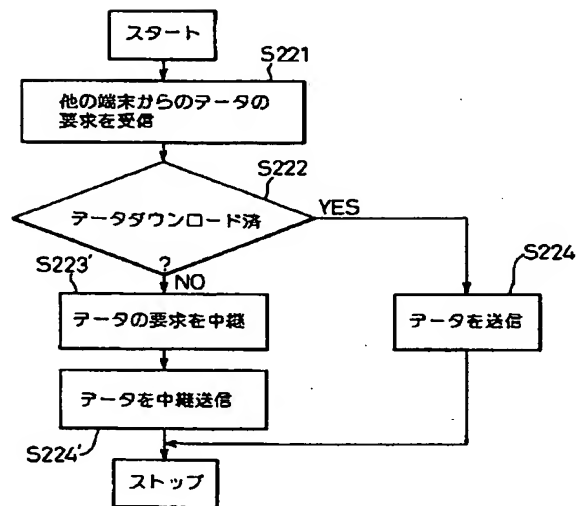 スタート
S221
他の端末からのデータの
要求を受信
S222
データダウンロード済
?
YES
NO
S223'
データの要求を中継
S224
データを送信
データを中継送信
S224'
ストップ